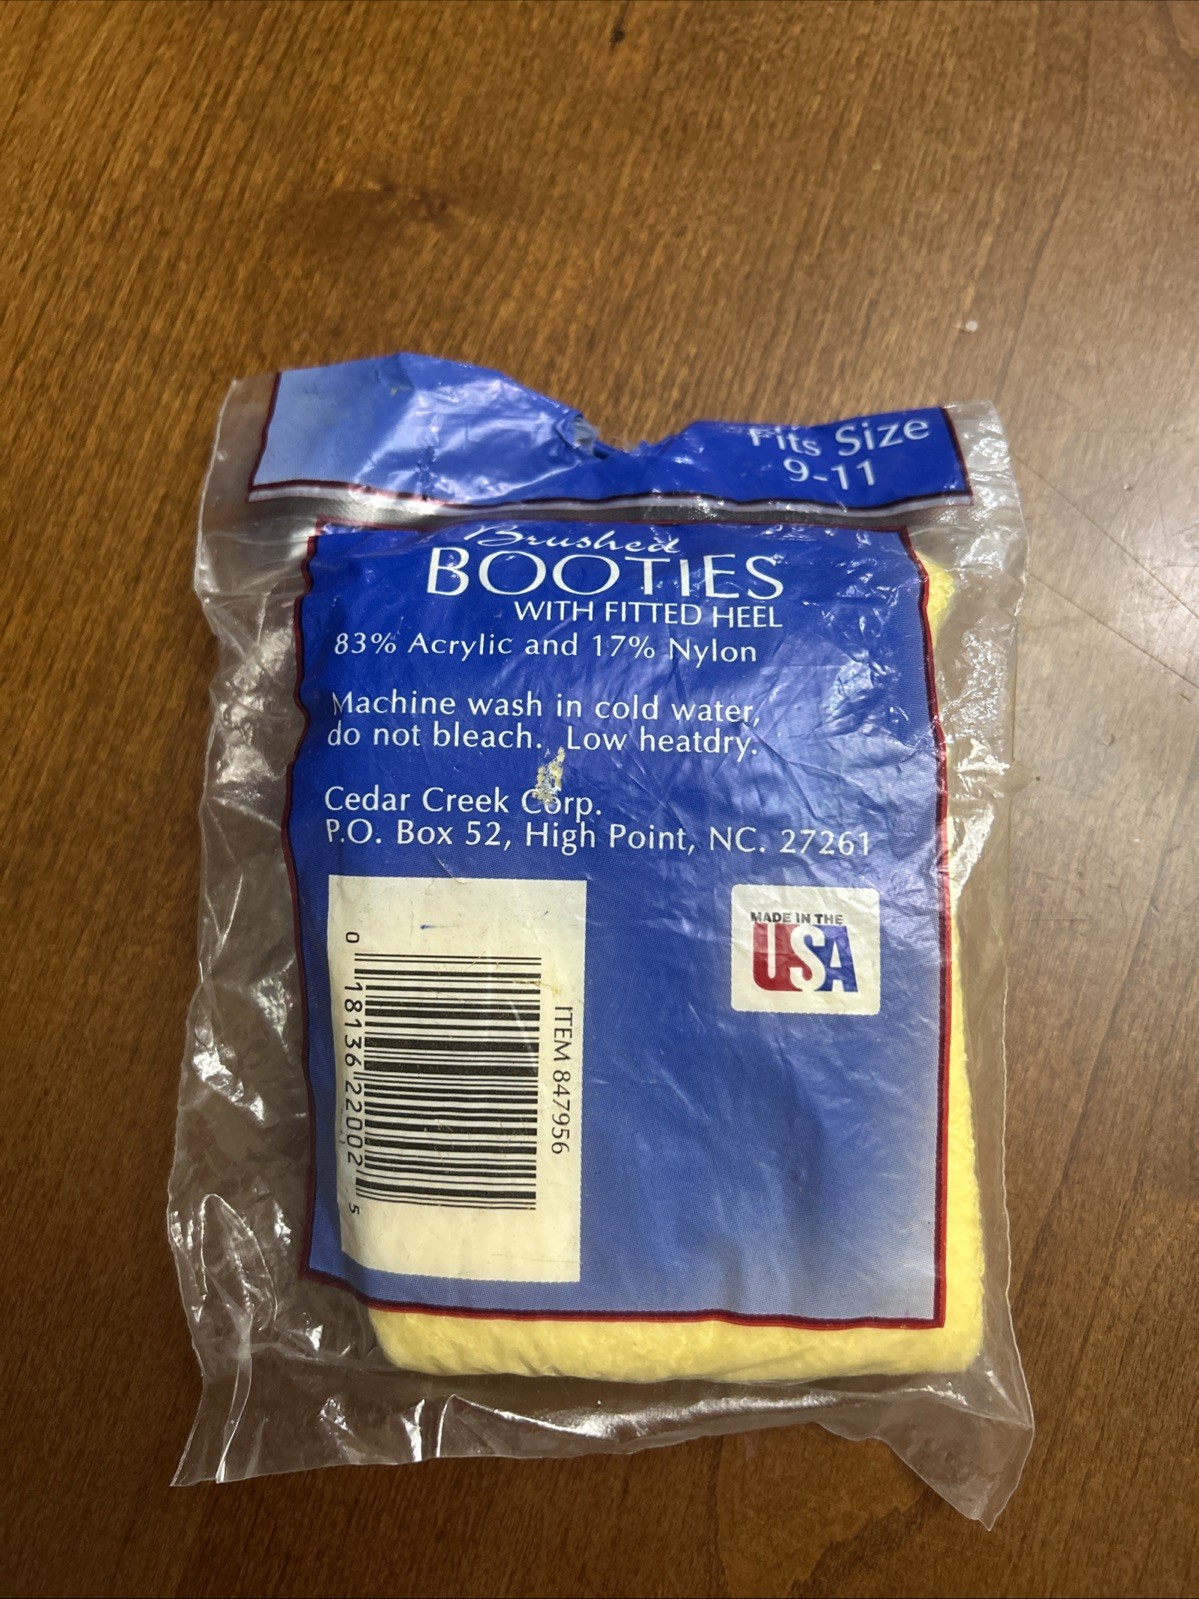 Fits Size
9-11
Brushed
BOOTIES
WITH FITTED HEEL
83% Acrylic and 17% Nylon
Machine wash in cold water,
do not bleach. Low heatdry.
Cedar Creek Corp.
P.O. Box 52, High Point, NC. 27261
MADE IN THE
USA
ITEM 847956
0 18136 22002 5